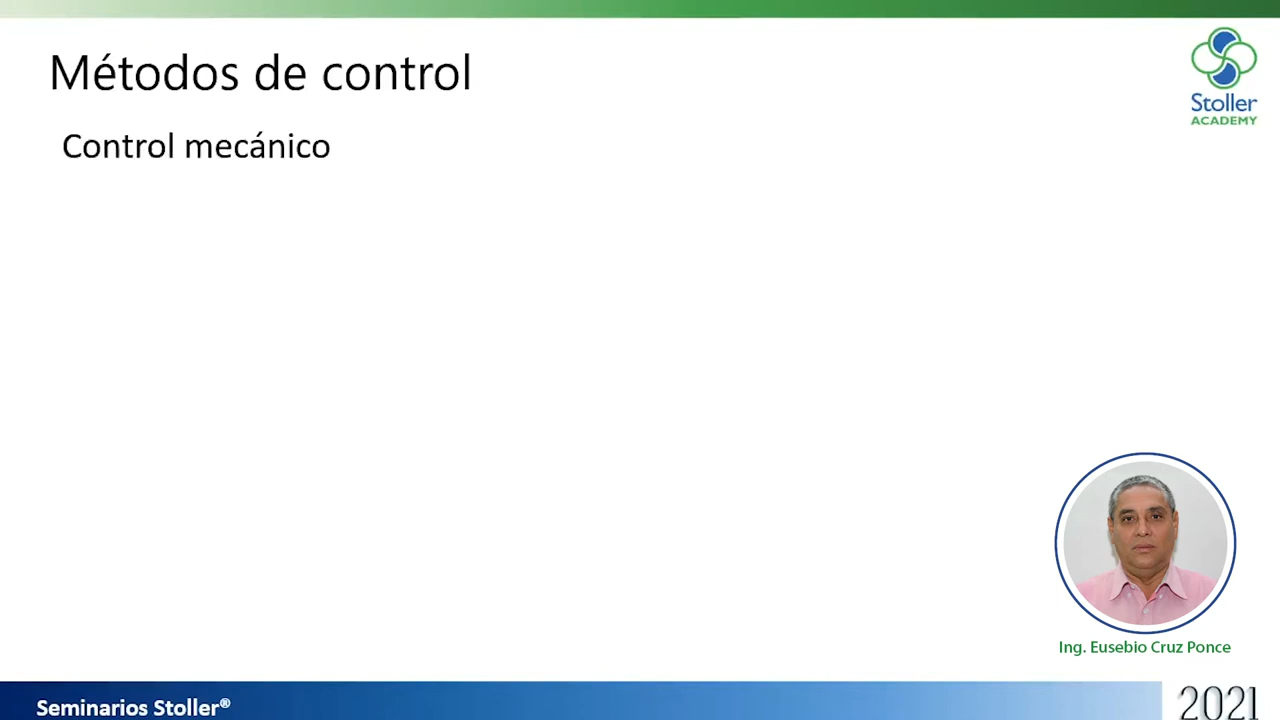 Métodos de control
Control mecánico
Stoller
ACADEMY
Ing. Eusebio Cruz Ponce
Seminarios Stoller®
2021